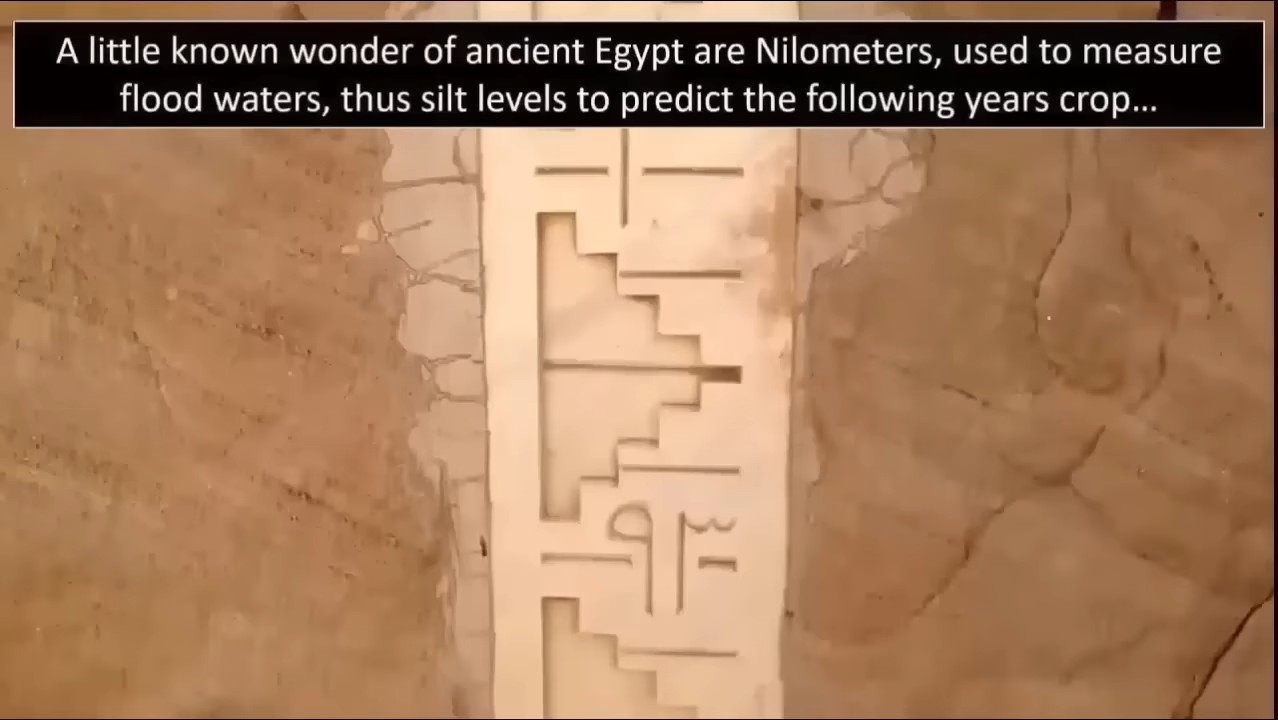 A little known wonder of ancient Egypt are Nilometers, used to measure
flood waters, thus silt levels to predict the following years crop...
٩٣